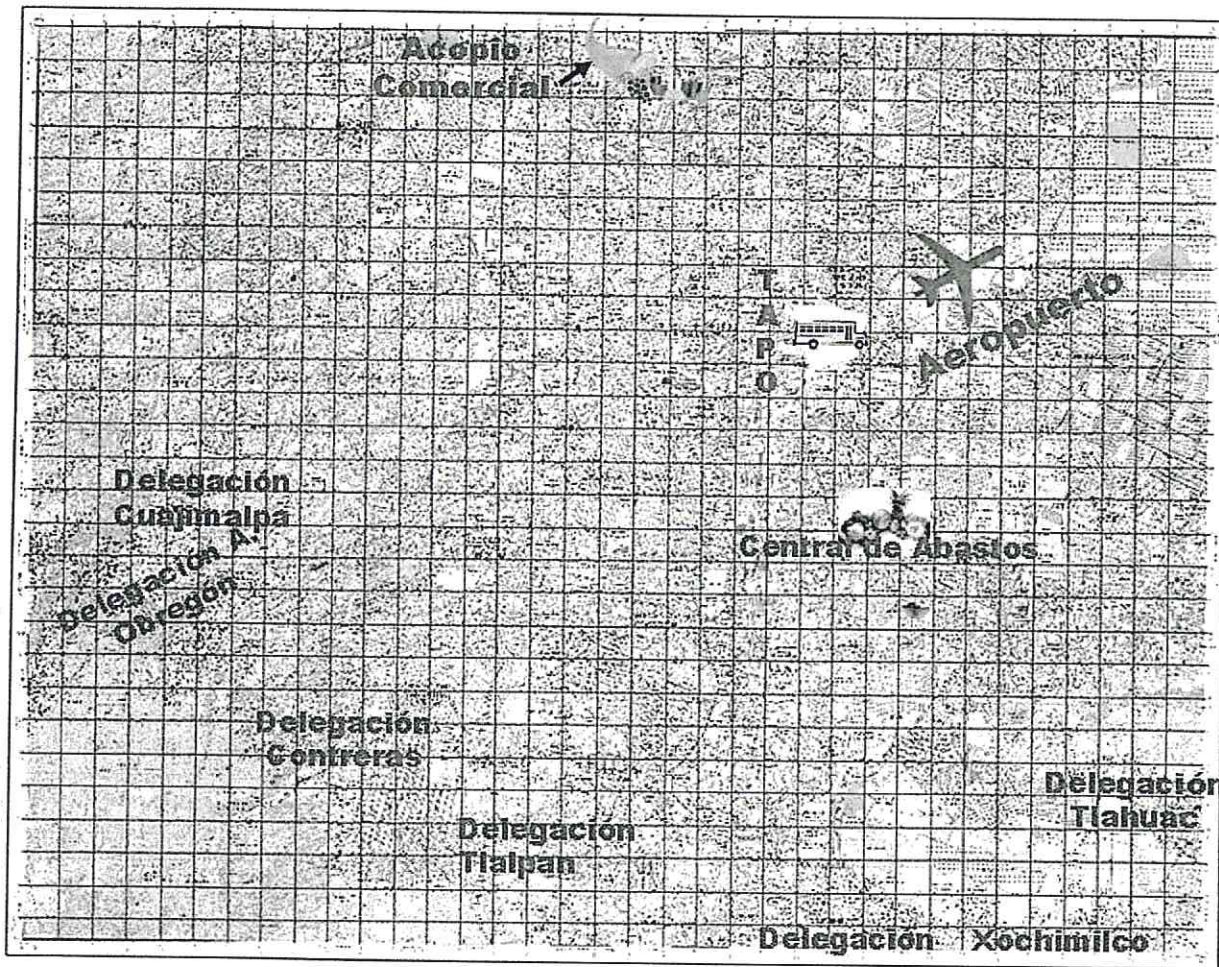 Acopio
Comercial
T
A
P
O
Aeropuerto
Delegación
Cuajimalpa
Central de Abastos
Delegación A.
Obregón
Delegación
Contreras
Delegación
Tlahuac
Delegación
Tlalpan
Delegación Xochimilco